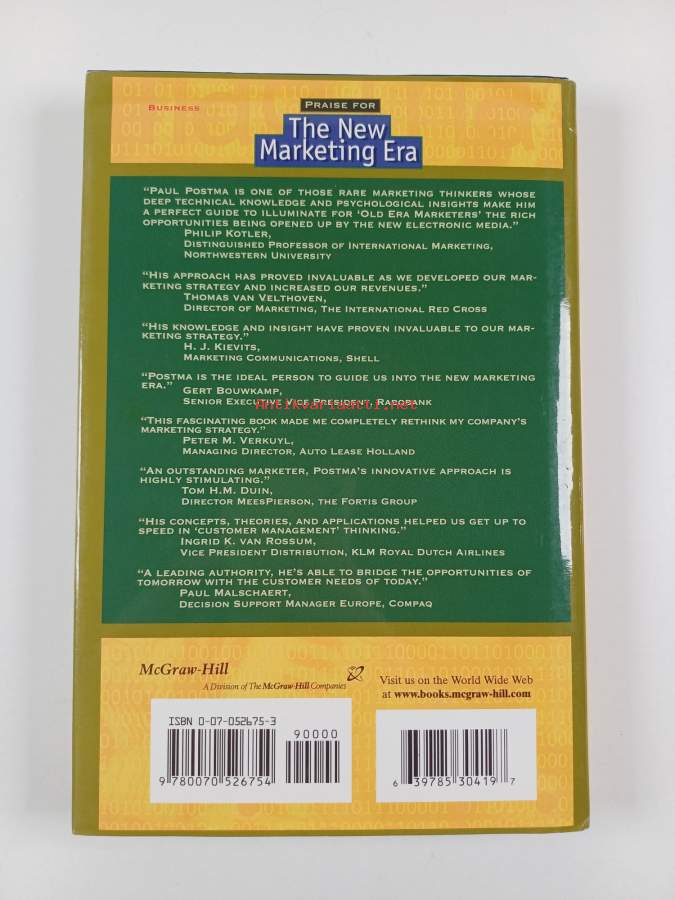 BUSINESS
PRAISE FOR
The New
Marketing Era
"PAUL POSTMA IS ONE OF THOSE RARE MARKETING THINKERS WHOSE
DEEP TECHNICAL KNOWLEDGE AND PSYCHOLOGICAL INSIGHTS MAKE HIM
A PERFECT GUIDE TO ILLUMINATE FOR 'OLD ERA MARKETERS' THE RICH
OPPORTUNITIES BEING OPENED UP BY THE NEW ELECTRONIC MEDIA."
PHILIP KOTLER,
DISTINGUISHED PROFESSOR OF INTERNATIONAL MARKETING,
NORTHWESTERN UNIVERSITY
"HIS APPROACH HAS PROVED INVALUABLE AS WE DEVELOPED OUR MAR-
KETING STRATEGY AND INCREASED OUR REVENUES."
THOMAS VAN VELTHOVEN,
DIRECTOR OF MARKETING, THE INTERNATIONAL RED CROSS
"HIS KNOWLEDGE AND INSIGHT HAVE PROVEN INVALUABLE TO OUR MAR-
KETING STRATEGY."
H. J. KIEVITS,
MARKETING COMMUNICATIONS, SHELL
"POSTMA IS THE IDEAL PERSON TO GUIDE US INTO THE NEW MARKETING
ERA."
GERT BOUWKAMP,
SENIOR EXECUTIVE VICE PRESIDENT, RABOBANK
Antikvariaatti.net
"THIS FASCINATING BOOK MADE ME COMPLETELY RETHINK MY COMPANY'S
MARKETING STRATEGY."
PETER M. VERKUYL,
MANAGING DIRECTOR, AUTO LEASE HOLLAND
"AN OUTSTANDING MARKETER, POSTMA'S INNOVATIVE APPROACH IS
HIGHLY STIMULATING."
TOM H.M. DUIN,
DIRECTOR MEESPIERSON, THE FORTIS GROUP
"HIS CONCEPTS, THEORIES, AND APPLICATIONS HELPED US GET UP TO
SPEED IN 'CUSTOMER MANAGEMENT' THINKING."
INGRID K. VAN ROSSUM,
VICE PRESIDENT DISTRIBUTION, KLM ROYAL DUTCH AIRLINES
"A LEADING AUTHORITY, HE'S ABLE TO BRIDGE THE OPPORTUNITIES OF
TOMORROW WITH THE CUSTOMER NEEDS OF TODAY."
PAUL MALSCHAERT,
DECISION SUPPORT MANAGER EUROPE, COMPAQ
McGraw-Hill
A Division of The McGraw-Hill Companies
Visit us on the World Wide Web
at www.books.mcgraw-hill.com
ISBN 0-07-052675-3
90000
9 780070 526754
6 39785 30419 7